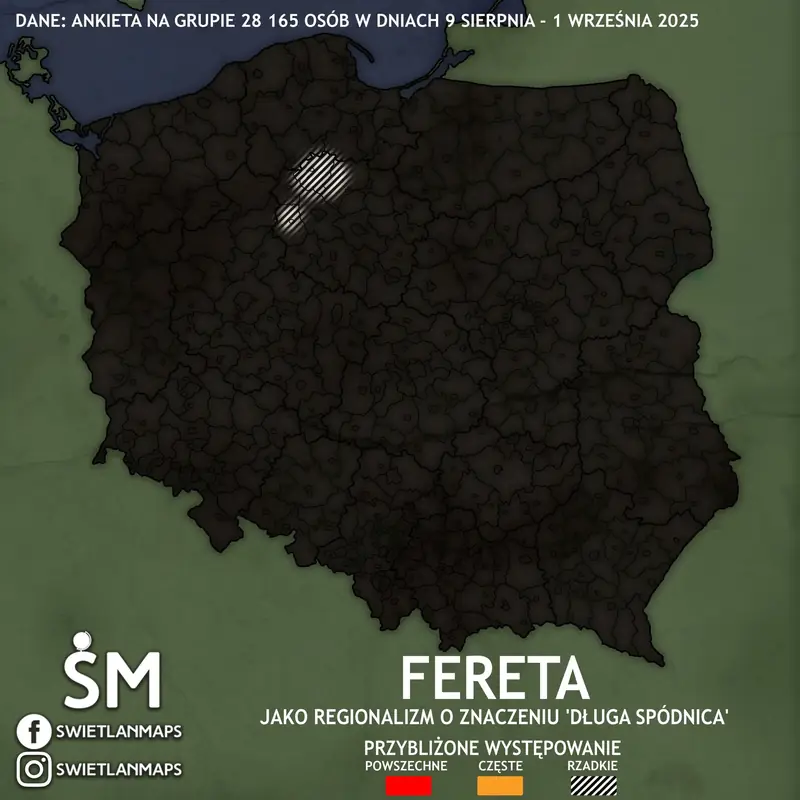 DANE: ANKIETA NA GRUPIE 28 165 OSÓB W DNIACH 9 SIERPNIA - 1 WRZEŚNIA 2025
ŚM
SWIETLANMAPS
SWIETLANMAPS
FERETA
JAKO REGIONALIZM O ZNACZENIU 'DŁUGA SPÓDNICA'
PRZYBLIŻONE WYSTĘPOWANIE
POWSZECHNE CZĘSTE RZADKIE